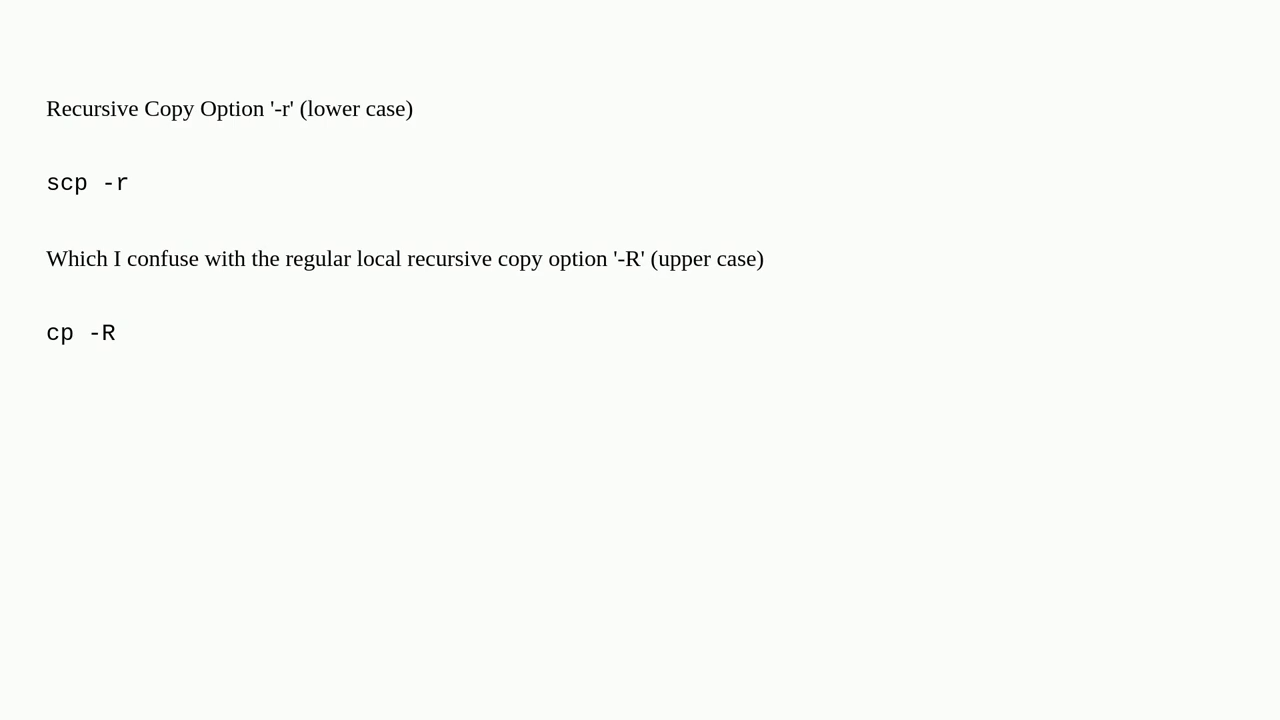 Recursive Copy Option '-r' (lower case)
scp -r
Which I confuse with the regular local recursive copy option '-R' (upper case)
cp -R